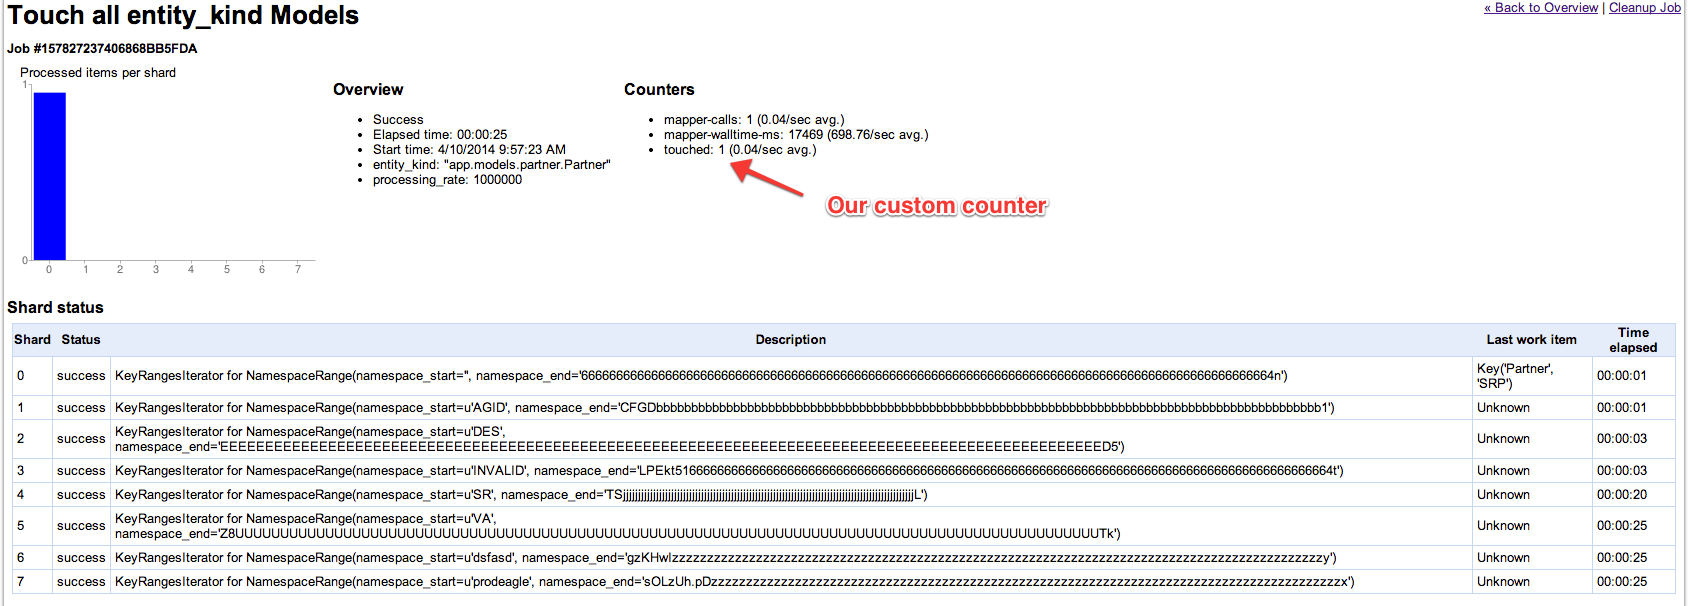 Touch all entity_kind Models
« Back to Overview | Cleanup Job
Job #157827237406868BB5FDA
Processed items per shard
1
0
0 1 2 3 4 5 6 7
Overview
Success
Elapsed time: 00:00:25
Start time: 4/10/2014 9:57:23 AM
entity_kind: "app.models.partner.Partner"
processing_rate: 1000000
Counters
mapper-calls: 1 (0.04/sec avg.)
mapper-walltime-ms: 17469 (698.76/sec avg.)
touched: 1 (0.04/sec avg.)
Our custom counter
Shard status
Shard Status Description Last work item Time
elapsed
0 success KeyRangesIterator for NamespaceRange(namespace_start='', namespace_end=' Key('Partner',
'SRP') 00:00:01
1 success KeyRangesIterator for NamespaceRange(namespace_start=u'AGID', namespace_end=' Unknown 00:00:01
2 success KeyRangesIterator for NamespaceRange(namespace_start=u'DES',
namespace_end=' Unknown 00:00:03
3 success KeyRangesIterator for NamespaceRange(namespace_start=u'INVALID', namespace_end=' Unknown 00:00:03
4 success KeyRangesIterator for NamespaceRange(namespace_start=u'SR', namespace_end=' Unknown 00:00:20
5 success KeyRangesIterator for NamespaceRange(namespace_start=u'VA',
namespace_end=' Unknown 00:00:25
6 success KeyRangesIterator for NamespaceRange(namespace_start=u'dsfasd', namespace_end=' Unknown 00:00:25
7 success KeyRangesIterator for NamespaceRange(namespace_start=u'prodeagle', namespace_end=' Unknown 00:00:25